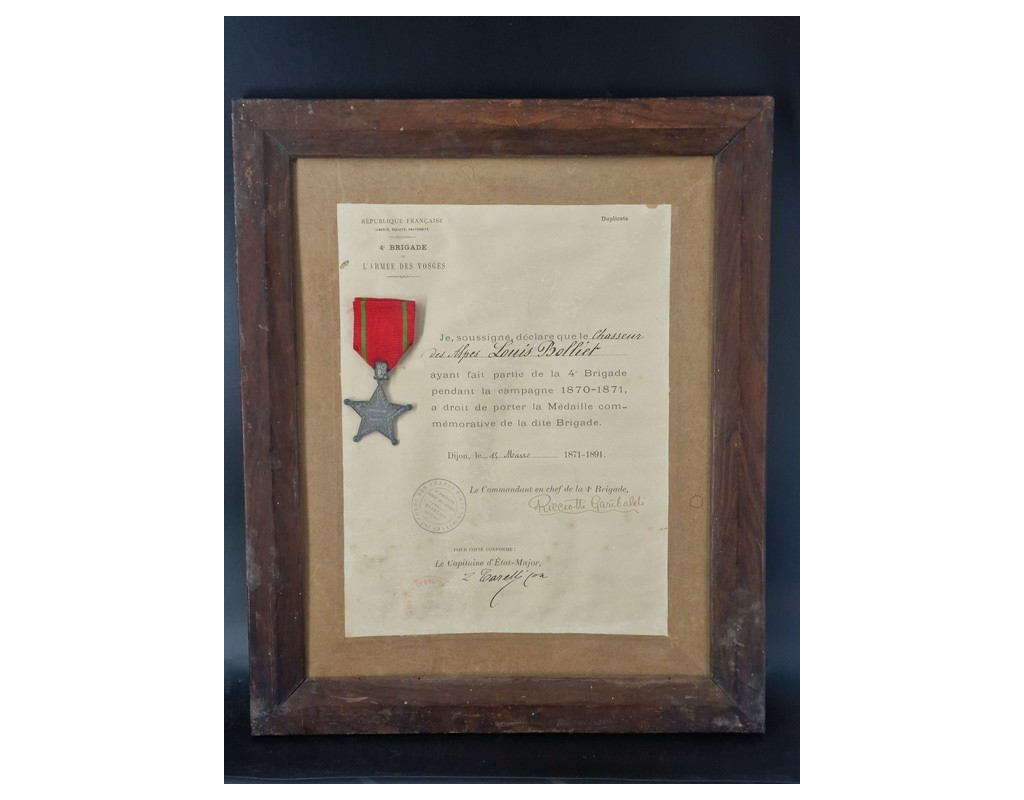 RÉPUBLIQUE FRANÇAISE
LIBERTÉ, ÉGALITÉ, FRATERNITÉ
4e BRIGADE
L'ARMÉE DES VOSGES
Duplicata
Je, soussigné, déclare que le Chasseur
des Alpes Louis Bolliet
ayant fait partie de la 4e Brigade
pendant la campagne 1870-1871,
a droit de porter la Médaille com-
mémorative de la dite Brigade.
Dijon, le 15 Mars 1871-1891.
Le Commandant en chef de la 4e Brigade,
Ricciotti Garibaldi
POUR COPIE CONFORME :
Le Capitaine d'État-Major,